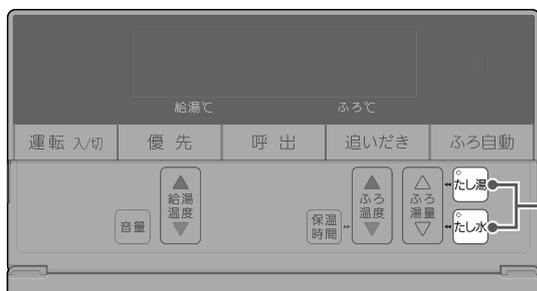 給湯℃ ふろ℃
運転 入/切 優先 呼出 追いだき ふろ自動
給湯温度 ふろ温度 ふろ湯量 たし湯
音量 保温時間 たし水